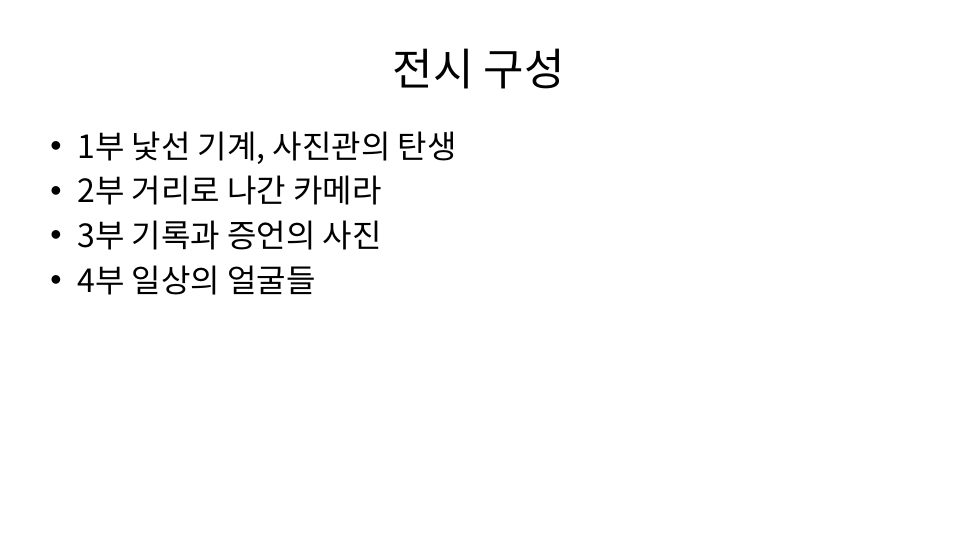 전시 구성
• 1부 낯선 기계, 사진관의 탄생
• 2부 거리로 나간 카메라
• 3부 기록과 증언의 사진
• 4부 일상의 얼굴들